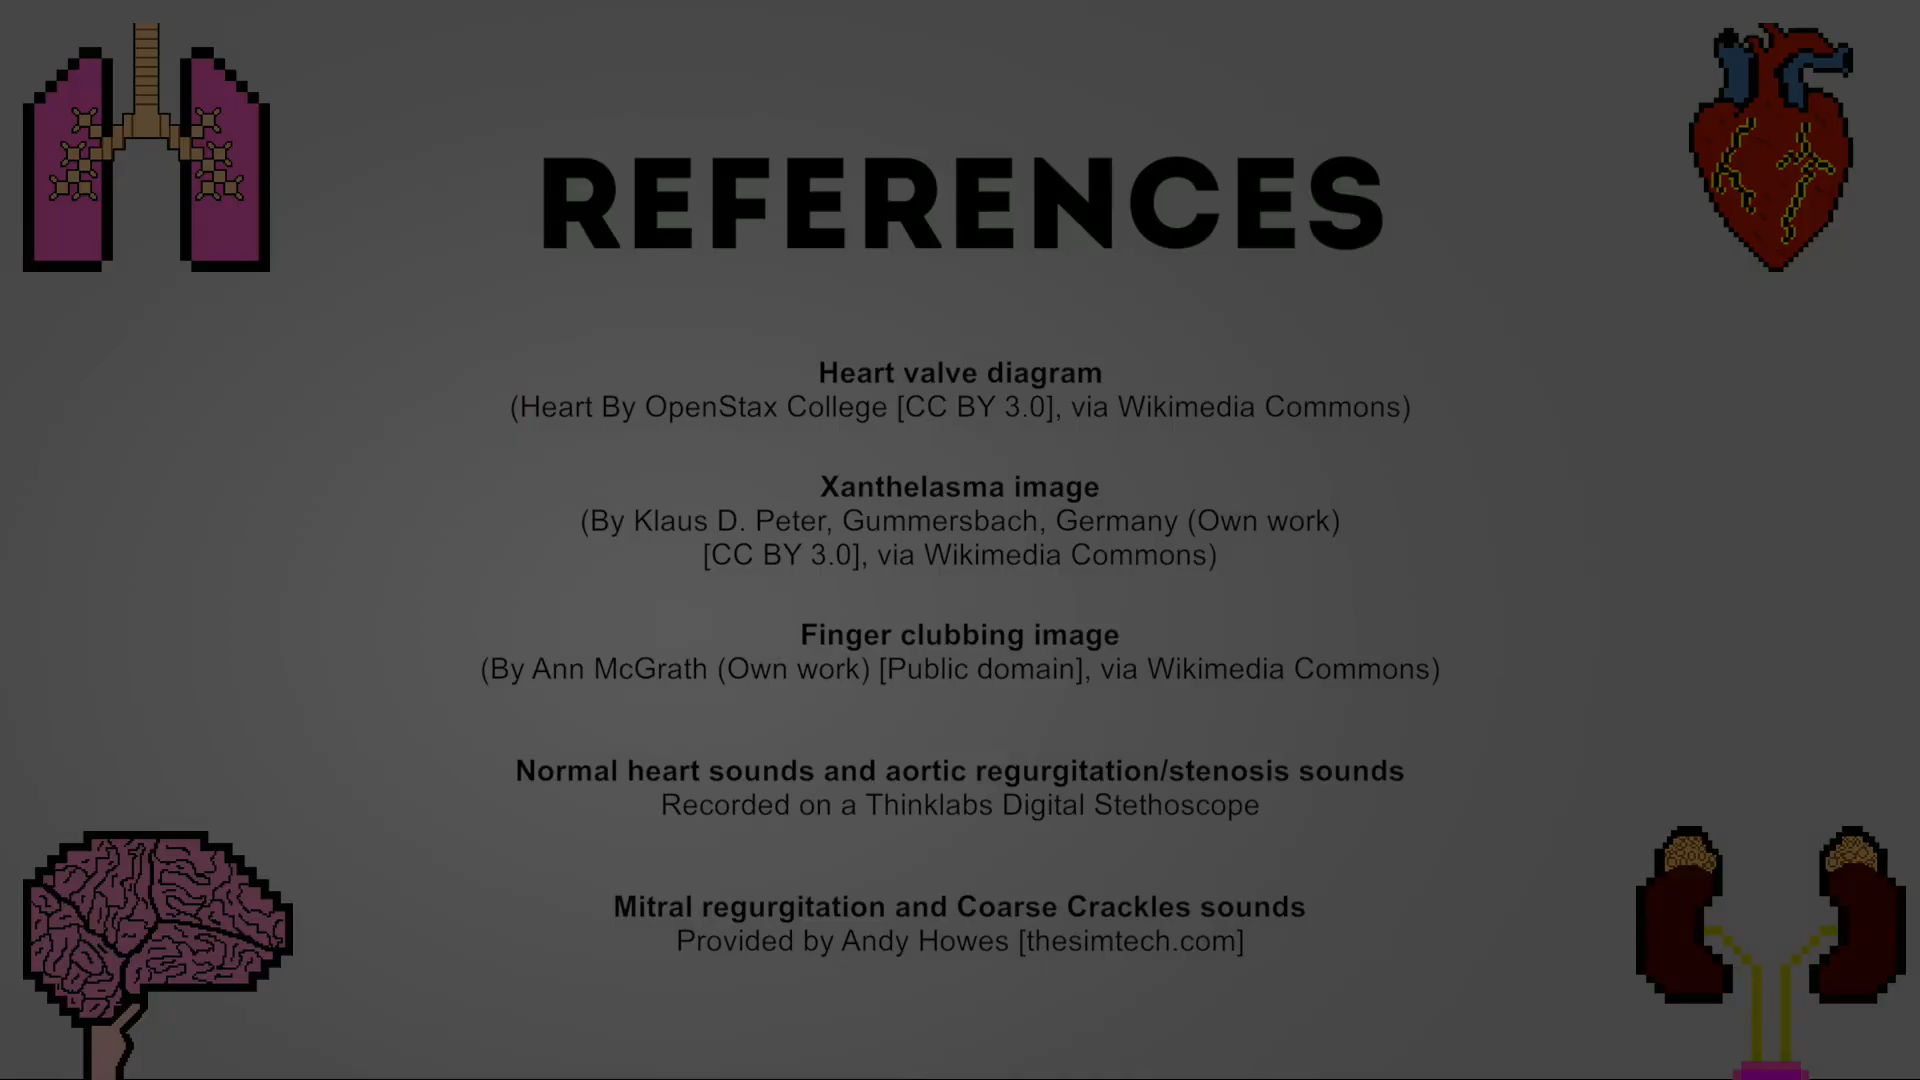 REFERENCES
Heart valve diagram
(Heart By OpenStax College [CC BY 3.0], via Wikimedia Commons)
Xanthelasma image
(By Klaus D. Peter, Gummersbach, Germany (Own work)
[CC BY 3.0], via Wikimedia Commons)
Finger clubbing image
(By Ann McGrath (Own work) [Public domain], via Wikimedia Commons)
Normal heart sounds and aortic regurgitation/stenosis sounds
Recorded on a Thinklabs Digital Stethoscope
Mitral regurgitation and Coarse Crackles sounds
Provided by Andy Howes [thesimtech.com]